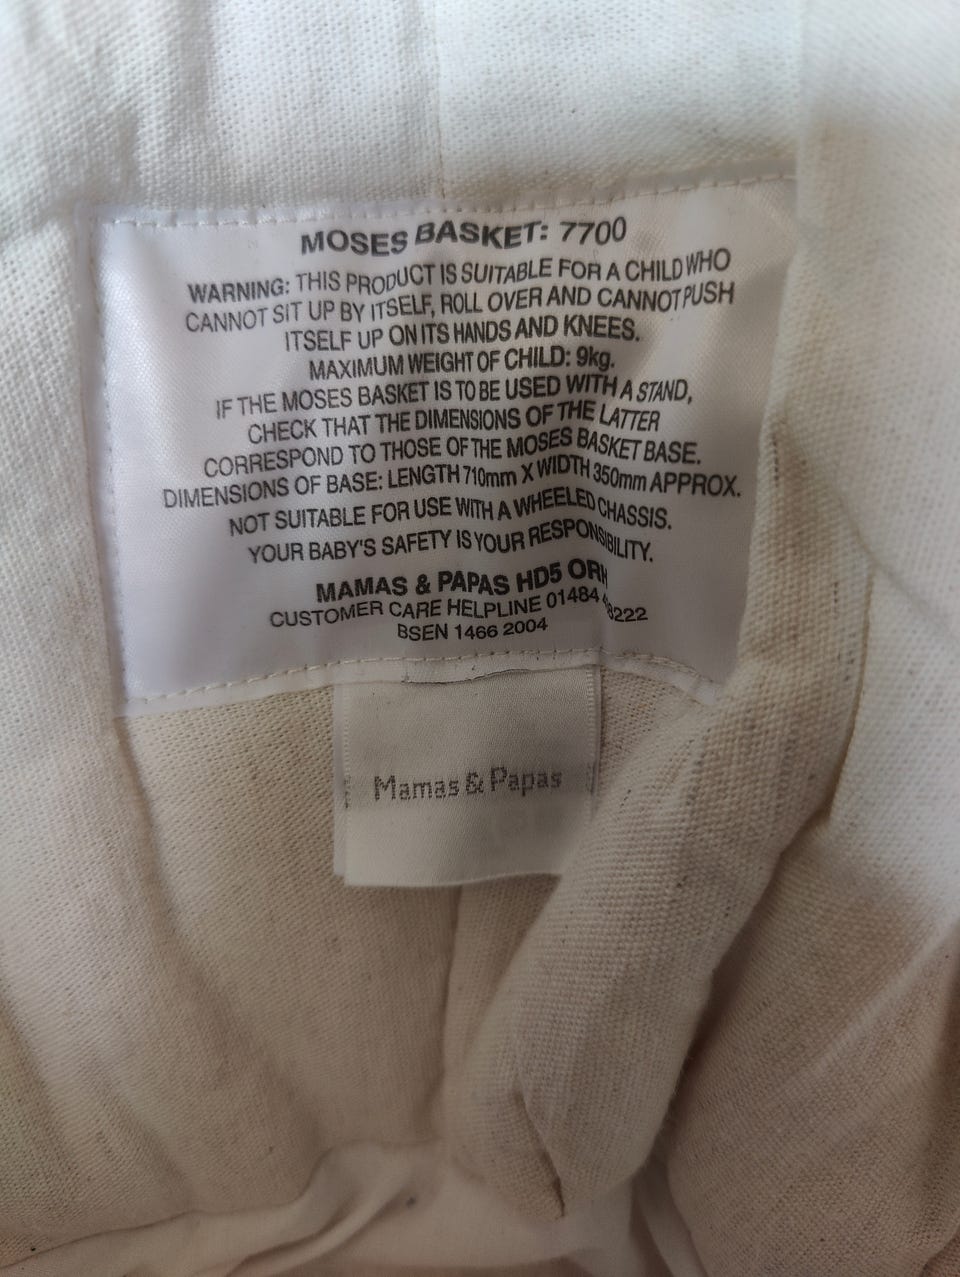 MOSES BASKET: 7700
WARNING: THIS PRODUCT IS SUITABLE FOR A CHILD WHO
CANNOT SIT UP BY ITSELF, ROLL OVER AND CANNOT PUSH
ITSELF UP ON ITS HANDS AND KNEES.
MAXIMUM WEIGHT OF CHILD: 9kg.
IF THE MOSES BASKET IS TO BE USED WITH A STAND,
CHECK THAT THE DIMENSIONS OF THE LATTER
CORRESPOND TO THOSE OF THE MOSES BASKET BASE.
DIMENSIONS OF BASE: LENGTH 710mm X WIDTH 350mm APPROX.
NOT SUITABLE FOR USE WITH A WHEELED CHASSIS.
YOUR BABY'S SAFETY IS YOUR RESPONSIBILITY.
MAMAS & PAPAS HD5 ORH
CUSTOMER CARE HELPLINE 01484
BSEN 1466 2004
Mamas & Papas